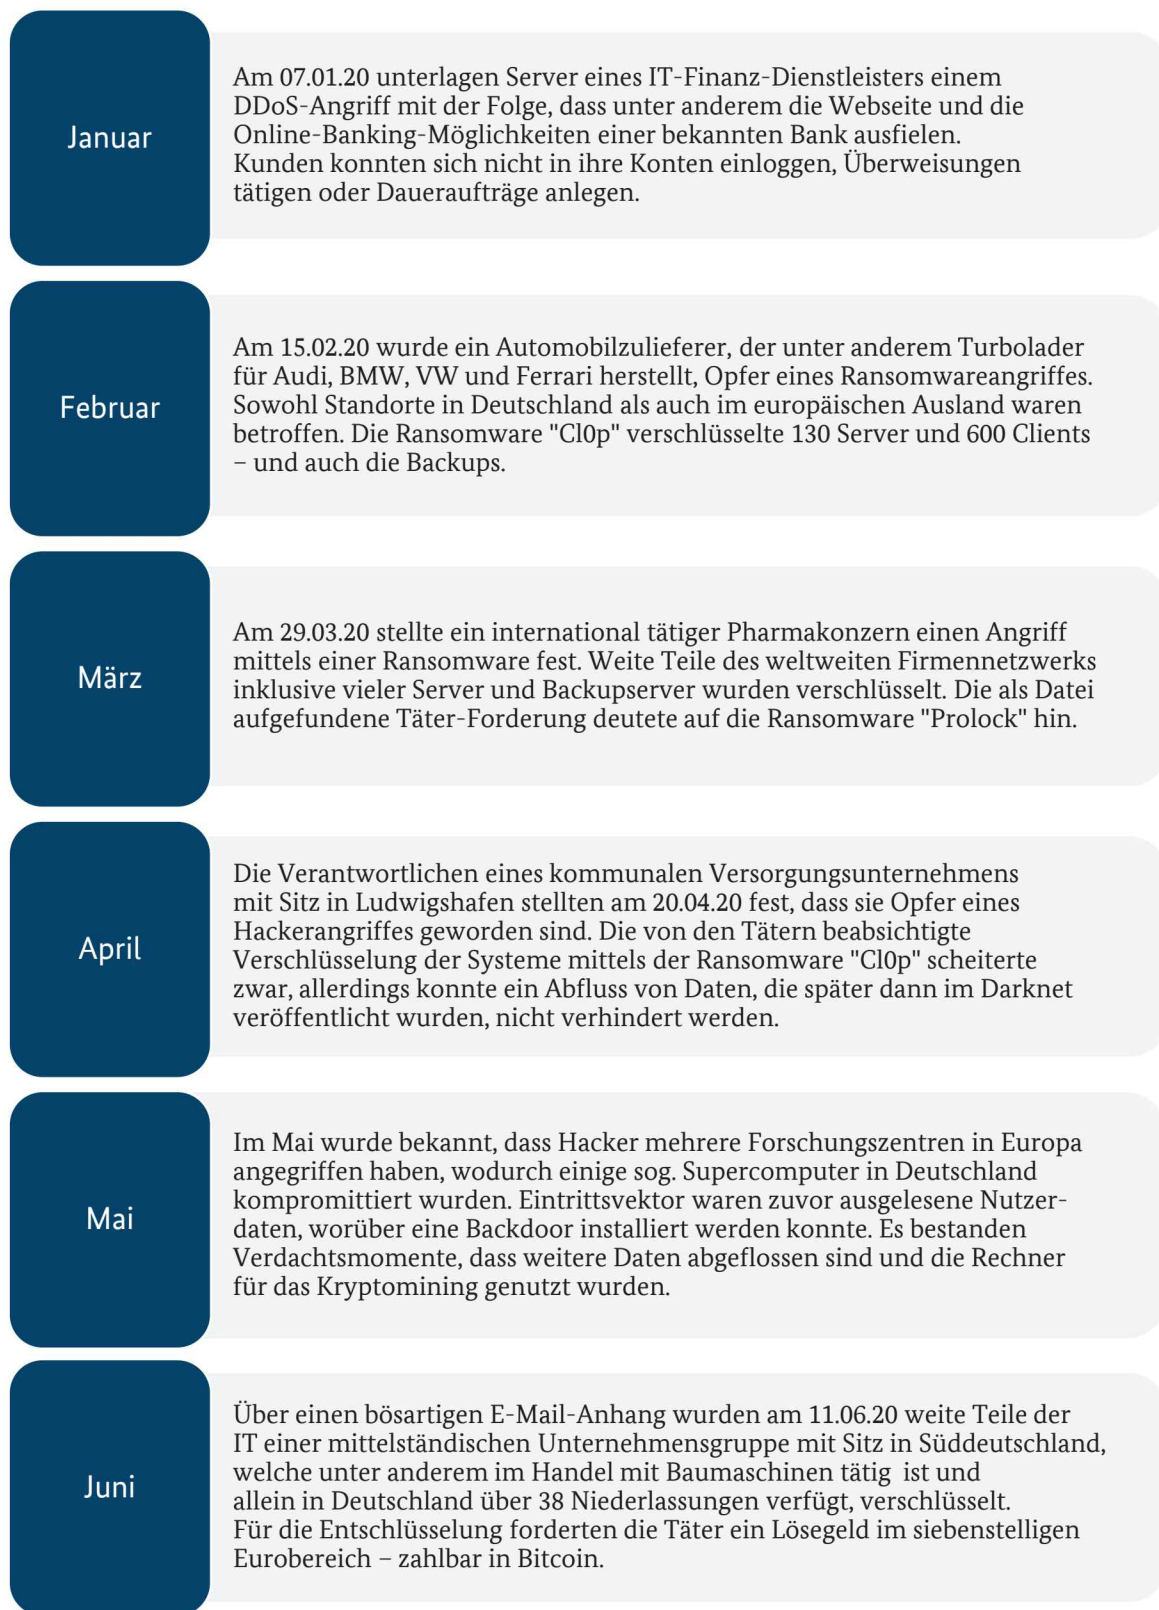 Januar
Am 07.01.20 unterlagen Server eines IT-Finanz-Dienstleisters einem
DDoS-Angriff mit der Folge, dass unter anderem die Webseite und die
Online-Banking-Möglichkeiten einer bekannten Bank ausfielen.
Kunden konnten sich nicht in ihre Konten einloggen, Überweisungen
tätigen oder Daueraufträge anlegen.
Februar
Am 15.02.20 wurde ein Automobilzulieferer, der unter anderem Turbolader
für Audi, BMW, VW und Ferrari herstellt, Opfer eines Ransomwareangriffes.
Sowohl Standorte in Deutschland als auch im europäischen Ausland waren
betroffen. Die Ransomware "Cl0p" verschlüsselte 130 Server und 600 Clients
– und auch die Backups.
März
Am 29.03.20 stellte ein international tätiger Pharmakonzern einen Angriff
mittels einer Ransomware fest. Weite Teile des weltweiten Firmennetzwerks
inklusive vieler Server und Backupserver wurden verschlüsselt. Die als Datei
aufgefundene Täter-Forderung deutete auf die Ransomware "Prolock" hin.
April
Die Verantwortlichen eines kommunalen Versorgungsunternehmens
mit Sitz in Ludwigshafen stellten am 20.04.20 fest, dass sie Opfer eines
Hackerangriffes geworden sind. Die von den Tätern beabsichtigte
Verschlüsselung der Systeme mittels der Ransomware "Cl0p" scheiterte
zwar, allerdings konnte ein Abfluss von Daten, die später dann im Darknet
veröffentlicht wurden, nicht verhindert werden.
Mai
Im Mai wurde bekannt, dass Hacker mehrere Forschungszentren in Europa
angegriffen haben, wodurch einige sog. Supercomputer in Deutschland
kompromittiert wurden. Eintrittsvektor waren zuvor ausgelesene Nutzer-
daten, worüber eine Backdoor installiert werden konnte. Es bestanden
Verdachtsmomente, dass weitere Daten abgeflossen sind und die Rechner
für das Kryptomining genutzt wurden.
Juni
Über einen bösartigen E-Mail-Anhang wurden am 11.06.20 weite Teile der
IT einer mittelständischen Unternehmensgruppe mit Sitz in Süddeutschland,
welche unter anderem im Handel mit Baumaschinen tätig  ist und
allein in Deutschland über 38 Niederlassungen verfügt, verschlüsselt.
Für die Entschlüsselung forderten die Täter ein Lösegeld im siebenstelligen
Eurobereich – zahlbar in Bitcoin.